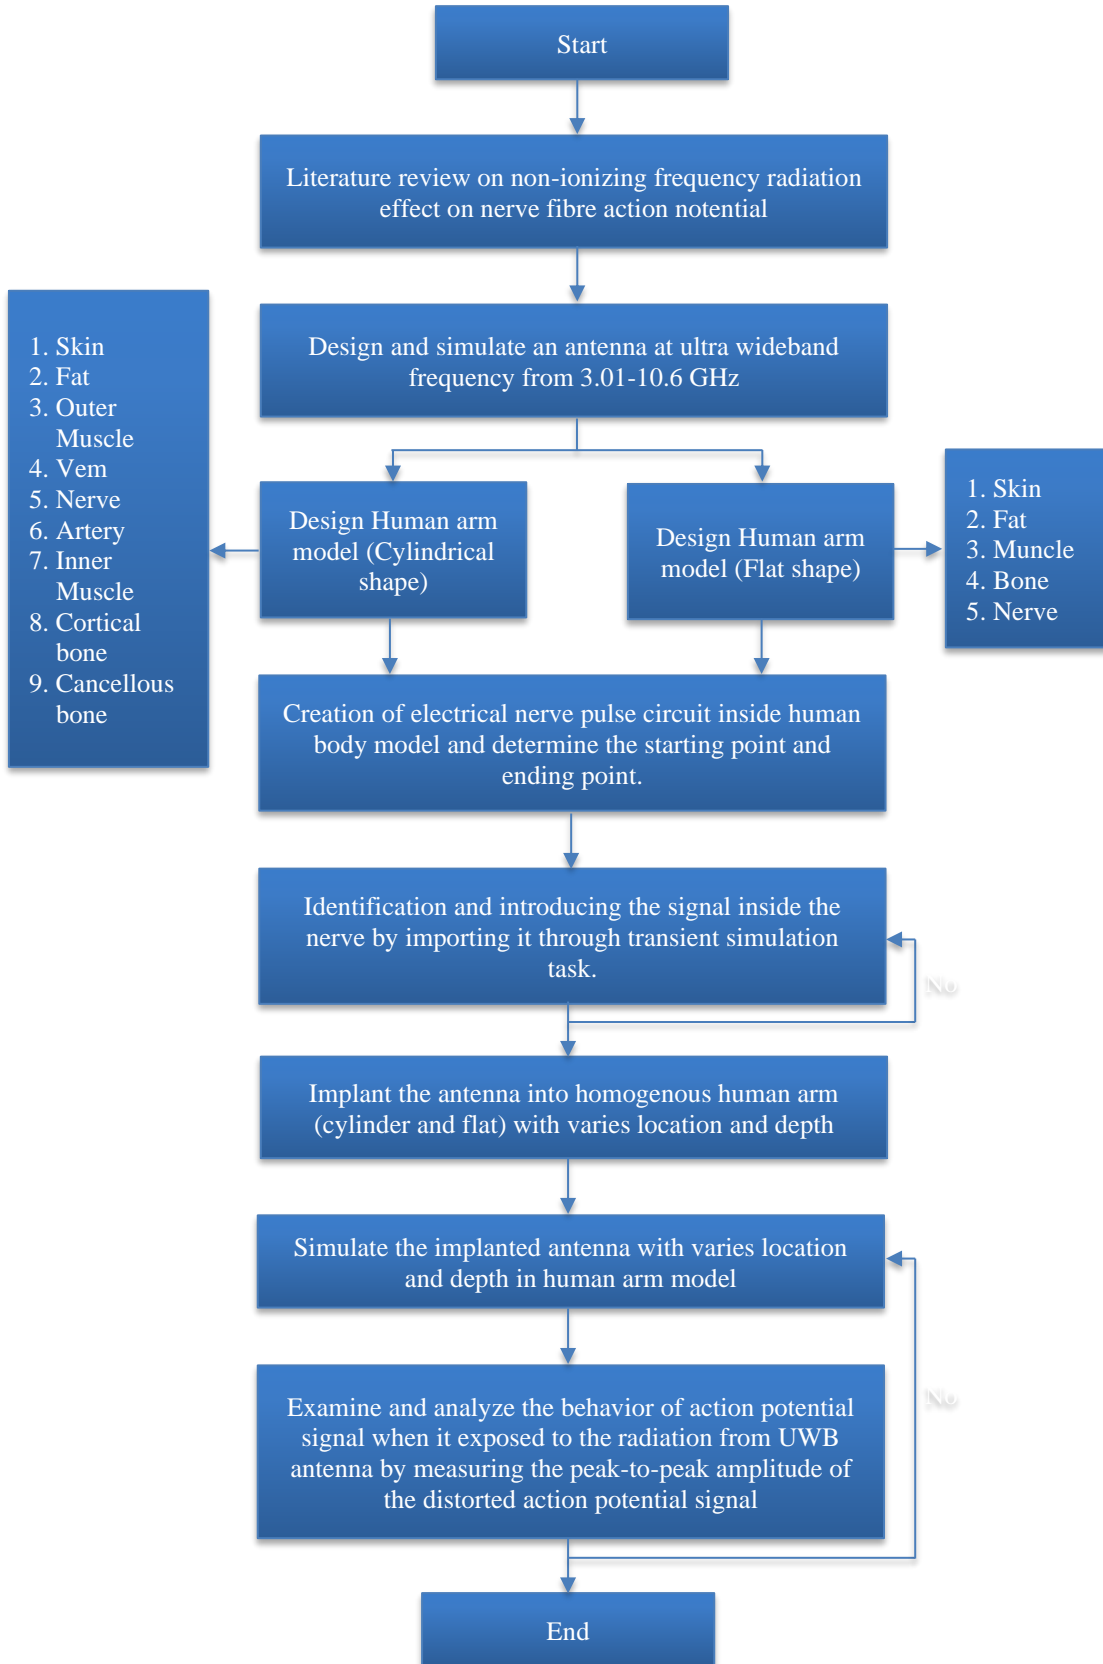 Start
Literature review on non-ionizing frequency radiation
effect on nerve fibre action notential
Design and simulate an antenna at ultra wideband
frequency from 3.01-10.6 GHz
1. Skin
2. Fat
3. Outer
Muscle
4. Vem
5. Nerve
6. Artery
7. Inner
Muscle
8. Cortical
bone
9. Cancellous
bone
Design Human arm
model (Cylindrical
shape)
Design Human arm
model (Flat shape)
1. Skin
2. Fat
3. Muncle
4. Bone
5. Nerve
Creation of electrical nerve pulse circuit inside human
body model and determine the starting point and
ending point.
Identification and introducing the signal inside the
nerve by importing it through transient simulation
task.
No
Implant the antenna into homogenous human arm
(cylinder and flat) with varies location and depth
Simulate the implanted antenna with varies location
and depth in human arm model
Examine and analyze the behavior of action potential
signal when it exposed to the radiation from UWB
antenna by measuring the peak-to-peak amplitude of
the distorted action potential signal
No
End